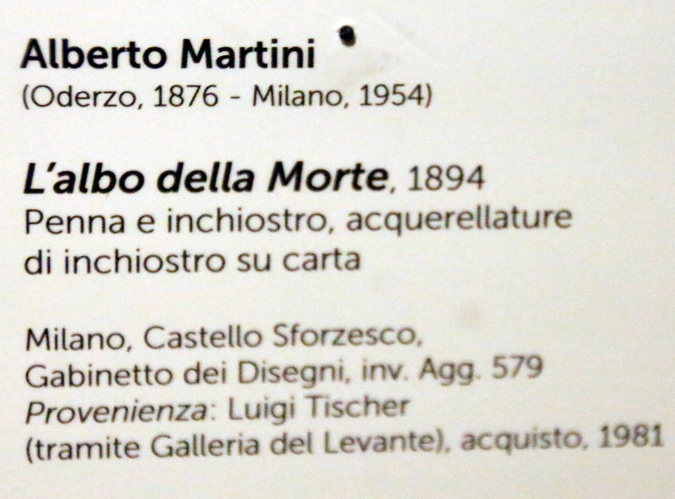 Alberto Martini
(Oderzo, 1876 - Milano, 1954)
L'albo della Morte, 1894
Penna e inchiostro, acquerellature
di inchiostro su carta
Milano, Castello Sforzesco,
Gabinetto dei Disegni, inv. Agg. 579
Provenienza: Luigi Tischer
(tramite Galleria del Levante), acquisto, 1981